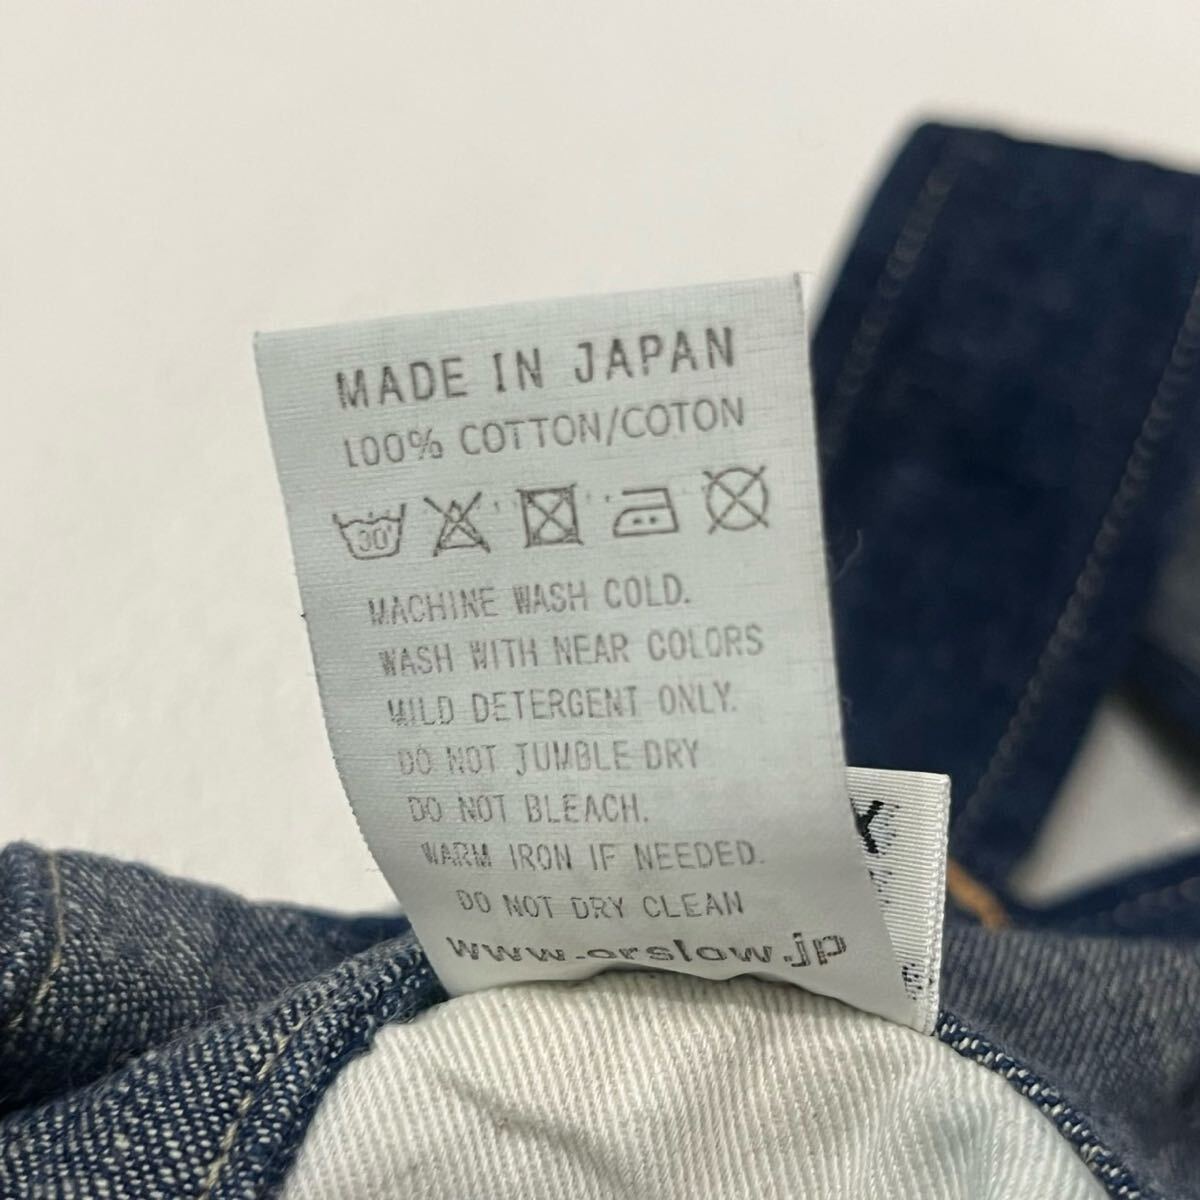 MADE IN JAPAN
100% COTTON/COTON
30°
MACHINE WASH COLD.
WASH WITH NEAR COLORS
MILD DETERGENT ONLY.
DO NOT JUMBLE DRY
DO NOT BLEACH.
WARM IRON IF NEEDED.
DO NOT DRY CLEAN
www.orslow.jp